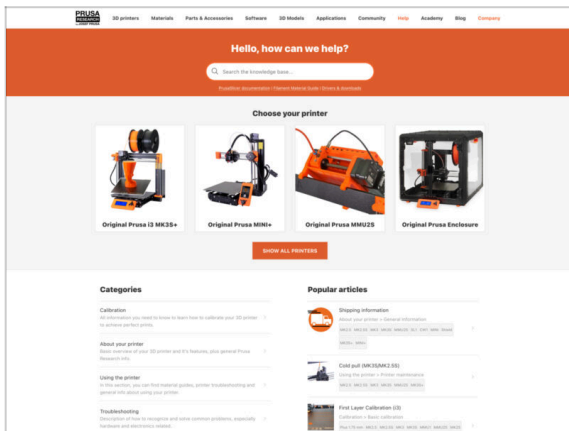 PRUSA
RESEARCH
by JOSEF PRUSA
3D printers
Materials
Parts & Accessories
Software
3D Models
Applications
Community
Help
Academy
Blog
Company
Hello, how can we help?
Search the knowledge base...
PrusaSlicer documentation | Filament Material Guide | Drivers & downloads
Choose your printer
Original Prusa i3 MK3S+
Original Prusa MINI+
Original Prusa MMU2S
Original Prusa Enclosure
SHOW ALL PRINTERS
Categories
Calibration
All information you need to know to learn how to calibrate your 3D printer
to achieve perfect prints.
About your printer
Basic overview of your 3D printer and it's features, plus general Prusa
Research info.
Using the printer
In this section, you can find material guides, printer troubleshooting and
general info about using your printer.
Troubleshooting
Description of how to recognize and some common problems, especially
hardware and electronics related.
Popular articles
Shipping information
About your printer > General information
Cold pull (MK3S/MK2.5S)
Using the printer > Printer maintenance
First Layer Calibration (i3)
Calibration > Basic calibration